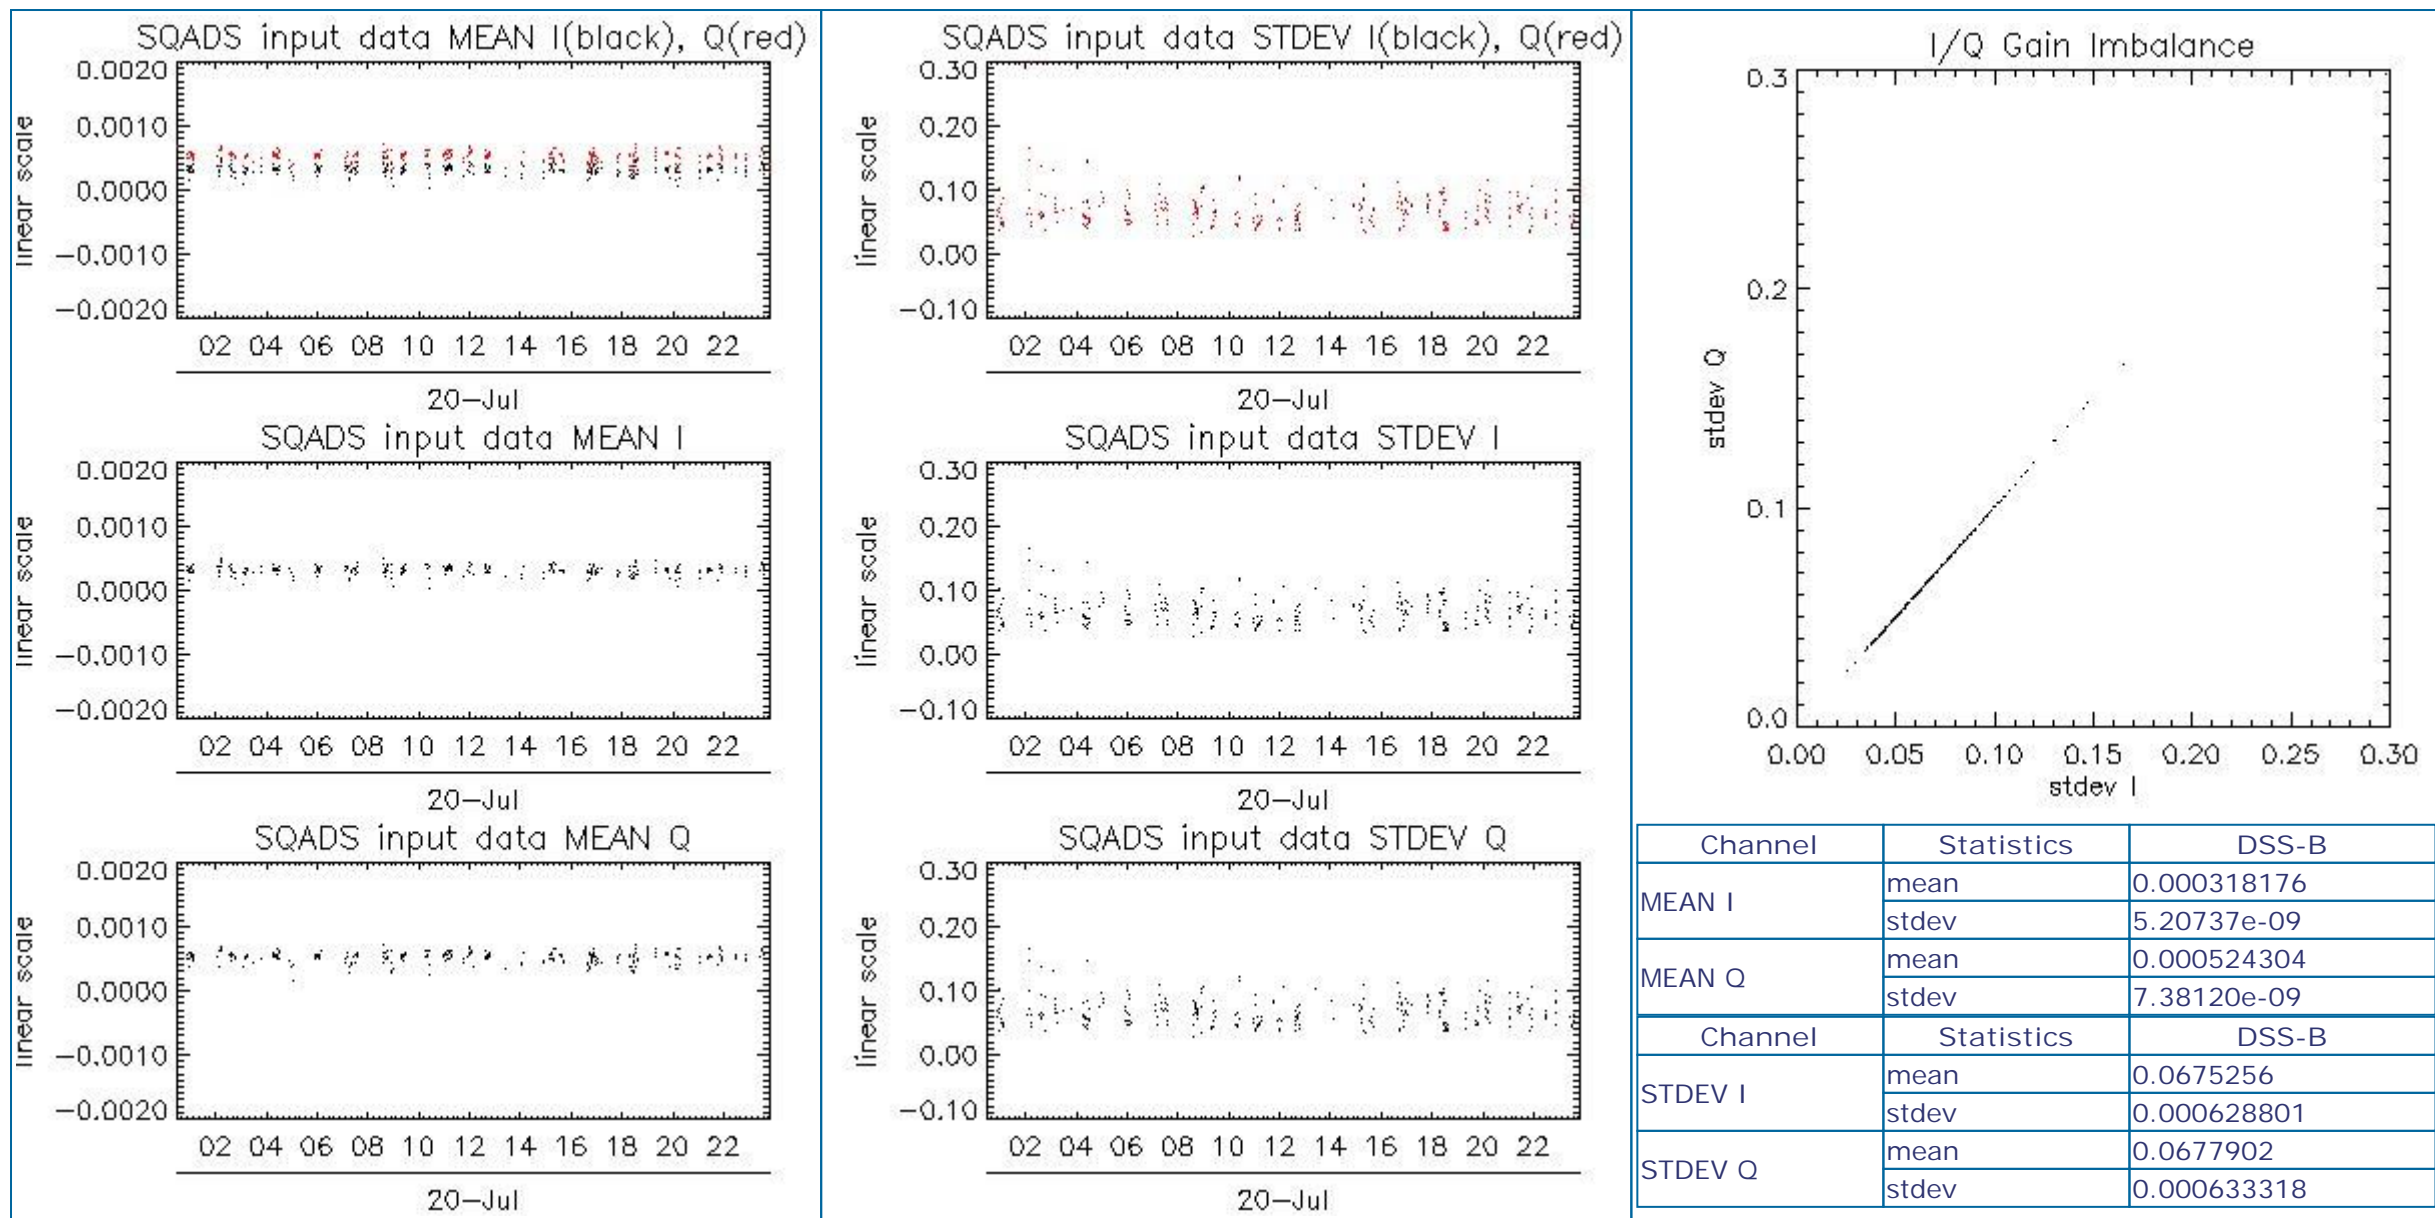 SQADS input data MEAN I(black), Q(red)
0.0020
0.0010
0.0000
−0.0010
−0.0020
linear scale
02 04 06 08 10 12 14 16 18 20 22
20−Jul
SQADS input data MEAN I
0.0020
0.0010
0.0000
−0.0010
−0.0020
linear scale
02 04 06 08 10 12 14 16 18 20 22
20−Jul
SQADS input data MEAN Q
0.0020
0.0010
0.0000
−0.0010
−0.0020
linear scale
02 04 06 08 10 12 14 16 18 20 22
20−Jul
SQADS input data STDEV I(black), Q(red)
0.30
0.20
0.10
0.00
−0.10
linear scale
02 04 06 08 10 12 14 16 18 20 22
20−Jul
SQADS input data STDEV I
0.30
0.20
0.10
0.00
−0.10
linear scale
02 04 06 08 10 12 14 16 18 20 22
20−Jul
SQADS input data STDEV Q
0.30
0.20
0.10
0.00
−0.10
linear scale
02 04 06 08 10 12 14 16 18 20 22
20−Jul
I/Q Gain Imbalance
0.3
0.2
0.1
0.0
stdev Q
0.00 0.05 0.10 0.15 0.20 0.25 0.30
stdev I
Channel Statistics DSS-B
MEAN I mean 0.000318176
stdev 5.20737e-09
MEAN Q mean 0.000524304
stdev 7.38120e-09
Channel Statistics DSS-B
STDEV I mean 0.0675256
stdev 0.000628801
STDEV Q mean 0.0677902
stdev 0.000633318